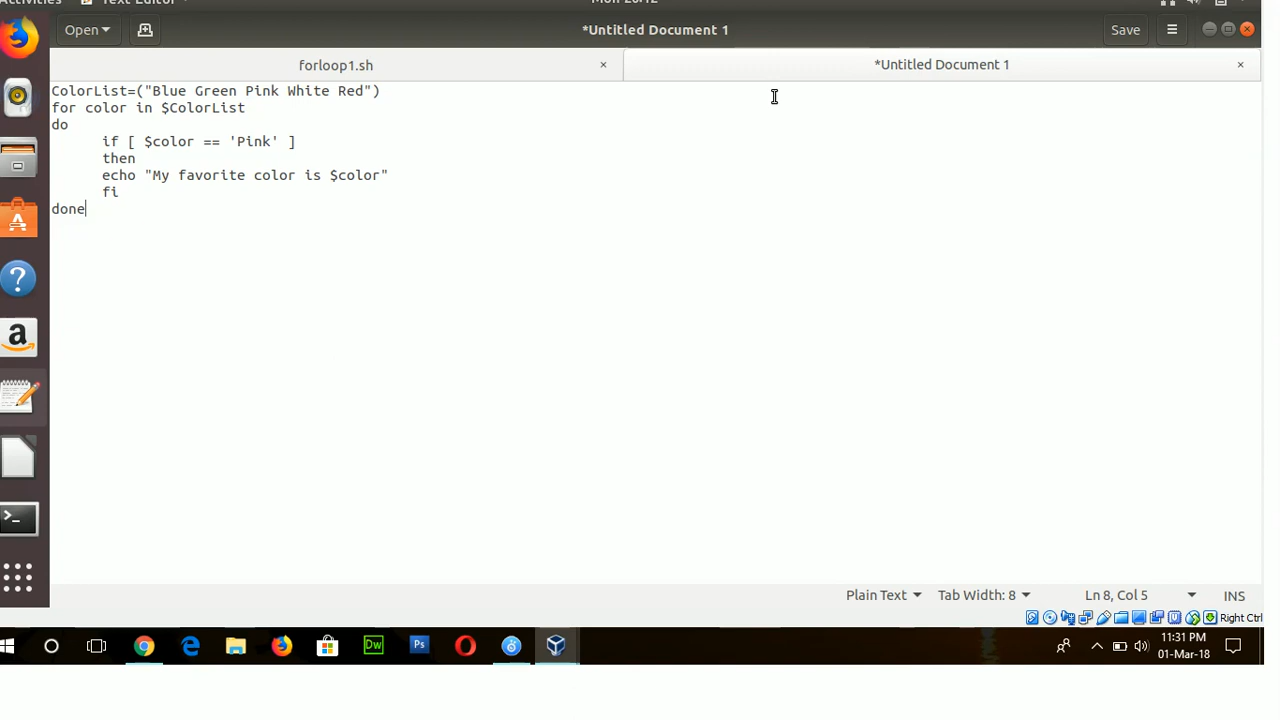 Open
*Untitled Document 1
Save
forloop1.sh
*Untitled Document 1
ColorList=("Blue Green Pink White Red")
for color in $ColorList
do
if [ $color == 'Pink' ]
then
echo "My favorite color is $color"
fi
done
Plain Text
Tab Width: 8
Ln 8, Col 5
INS
Right Ctrl
Dw
Ps
11:31 PM
01-Mar-18